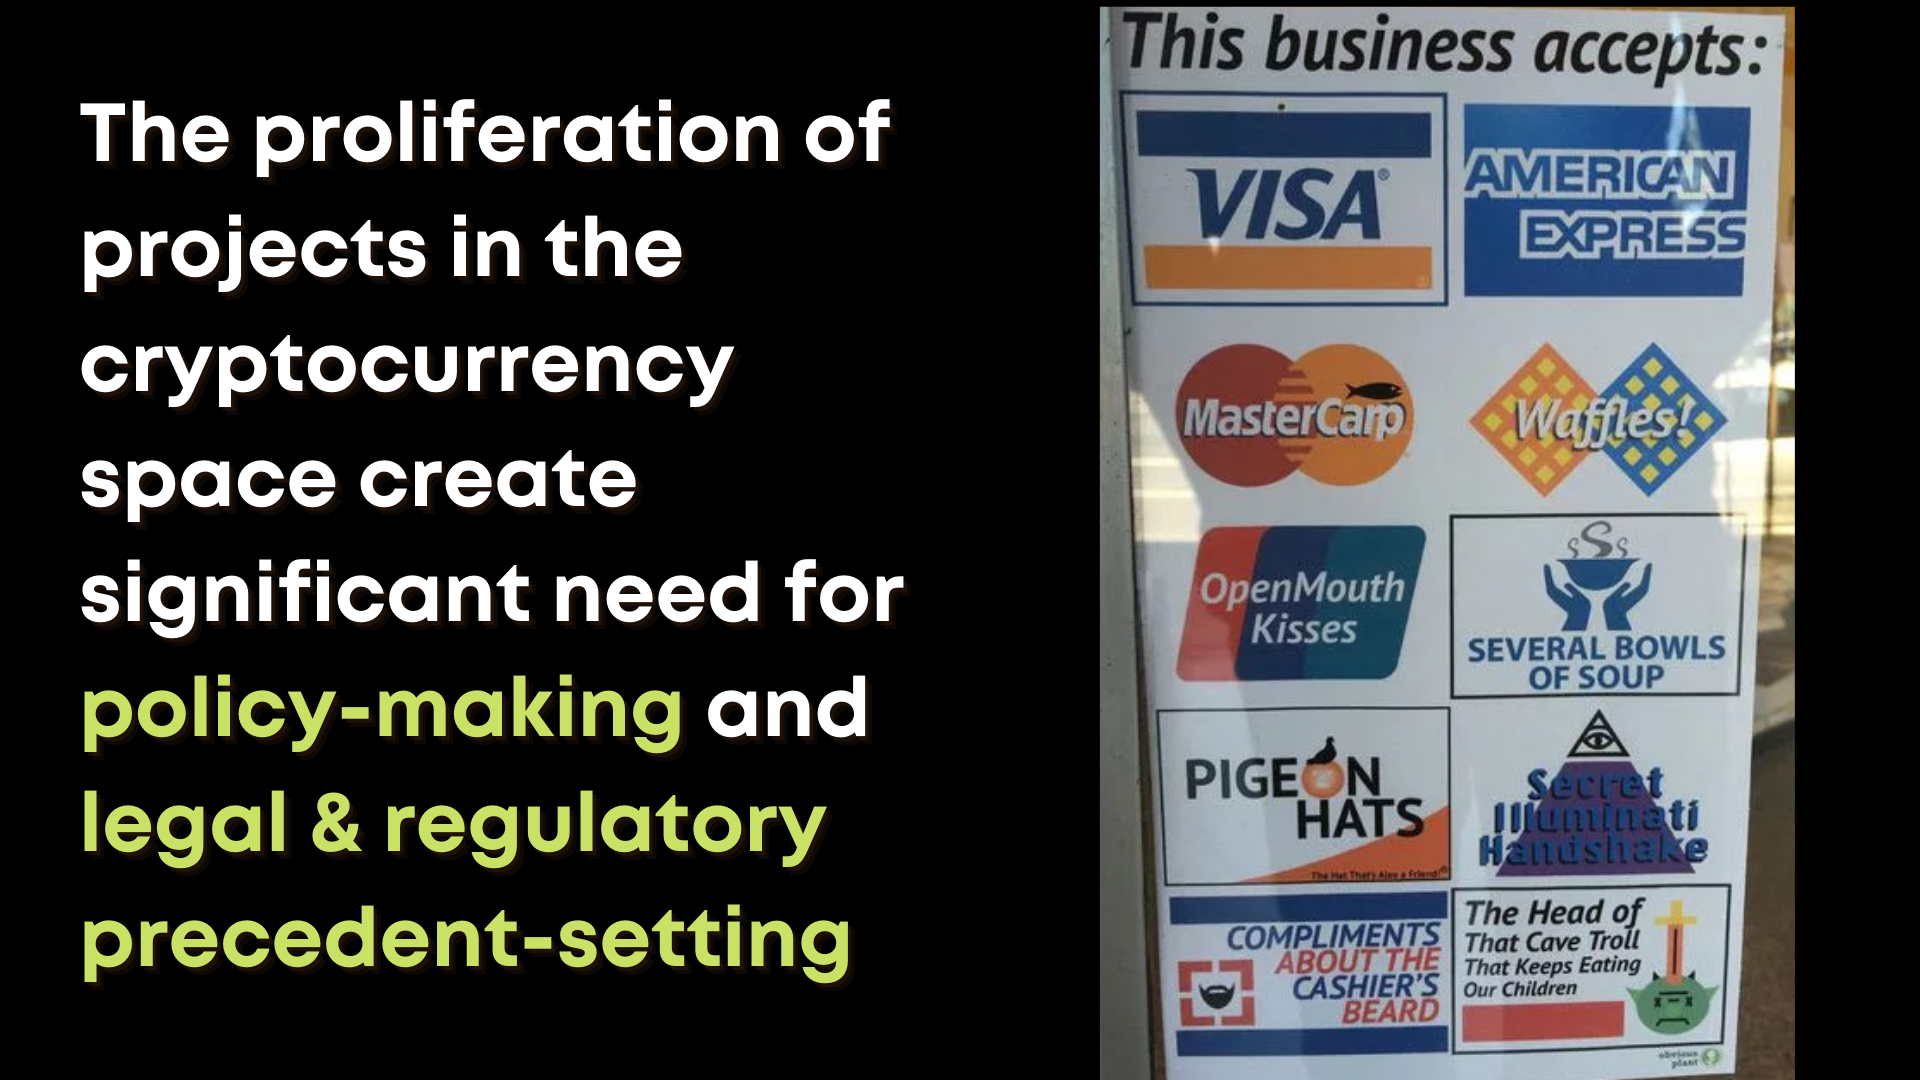 The proliferation of
projects in the
cryptocurrency
space create
significant need for
policy-making and
legal & regulatory
precedent-setting
This business accepts:
VISA®
AMERICAN
EXPRESS
MasterCarp
Waffles!
OpenMouth
Kisses
SEVERAL BOWLS
OF SOUP
PIGEON
HATS
The Hat That's Also a Friend!®
Secret
Illuminati
Handshake
COMPLIMENTS
ABOUT THE
CASHIER'S
BEARD
The Head of
That Cave Troll
That Keeps Eating
Our Children
obvious
plant